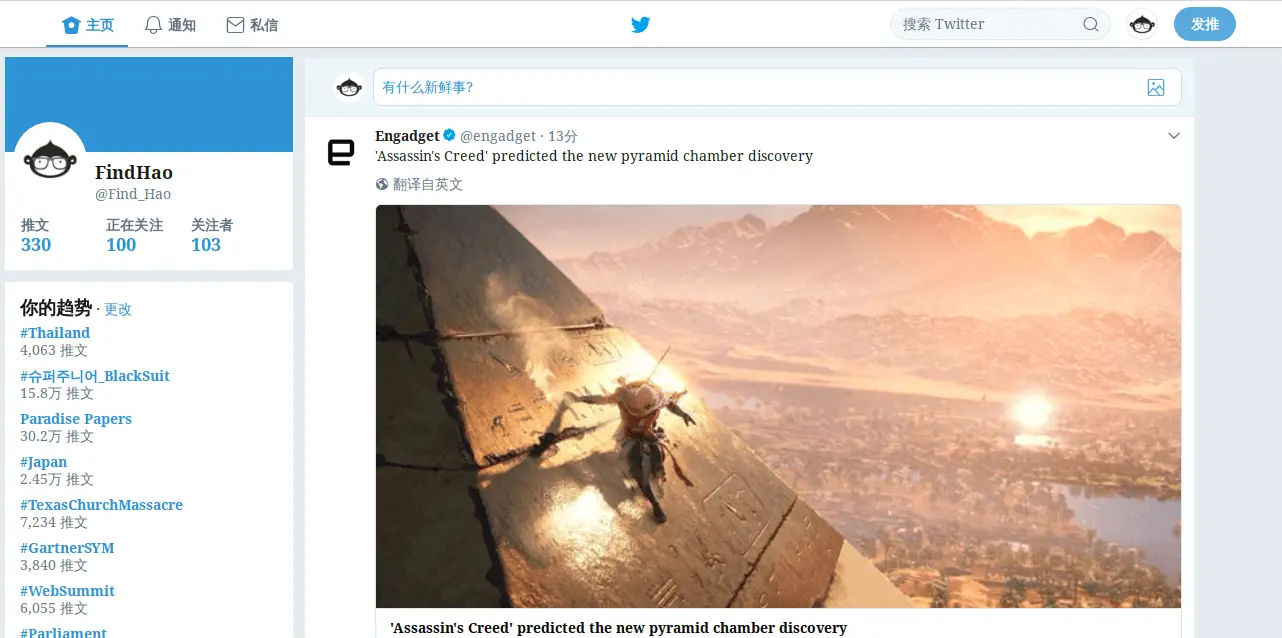 主页 通知 私信 搜索 Twitter 发推
FindHao
@Find_Hao
推文 正在关注 关注者
330 100 103
你的趋势 · 更改
#Thailand
4,063 推文
#슈퍼주니어_BlackSuit
15.8万 推文
Paradise Papers
30.2万 推文
#Japan
2.45万 推文
#TexasChurchMassacre
7,234 推文
#GartnerSYM
3,840 推文
#WebSummit
6,055 推文
#Parliament
有什么新鲜事?
Engadget @engadget · 13分
'Assassin's Creed' predicted the new pyramid chamber discovery
翻译自英文
'Assassin's Creed' predicted the new pyramid chamber discovery